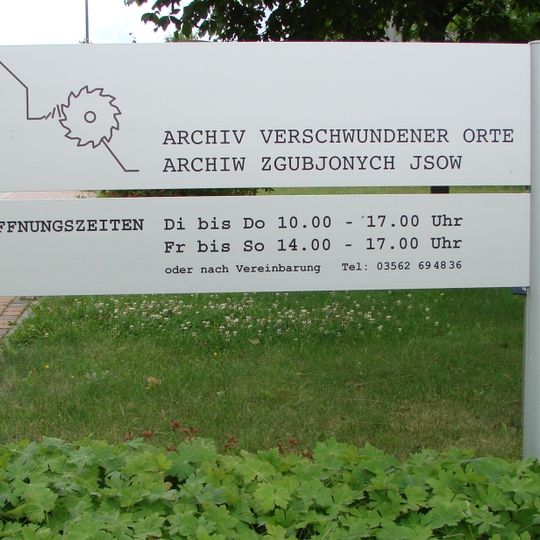 ARCHIV VERSCHWUNDENER ORTE
ARCHIW ZGUBJONYCH JSOW
FFNUNGSZEITEN Di bis Do 10.00 - 17.00 Uhr
Fr bis So 14.00 - 17.00 Uhr
oder nach Vereinbarung Tel: 03562 694836